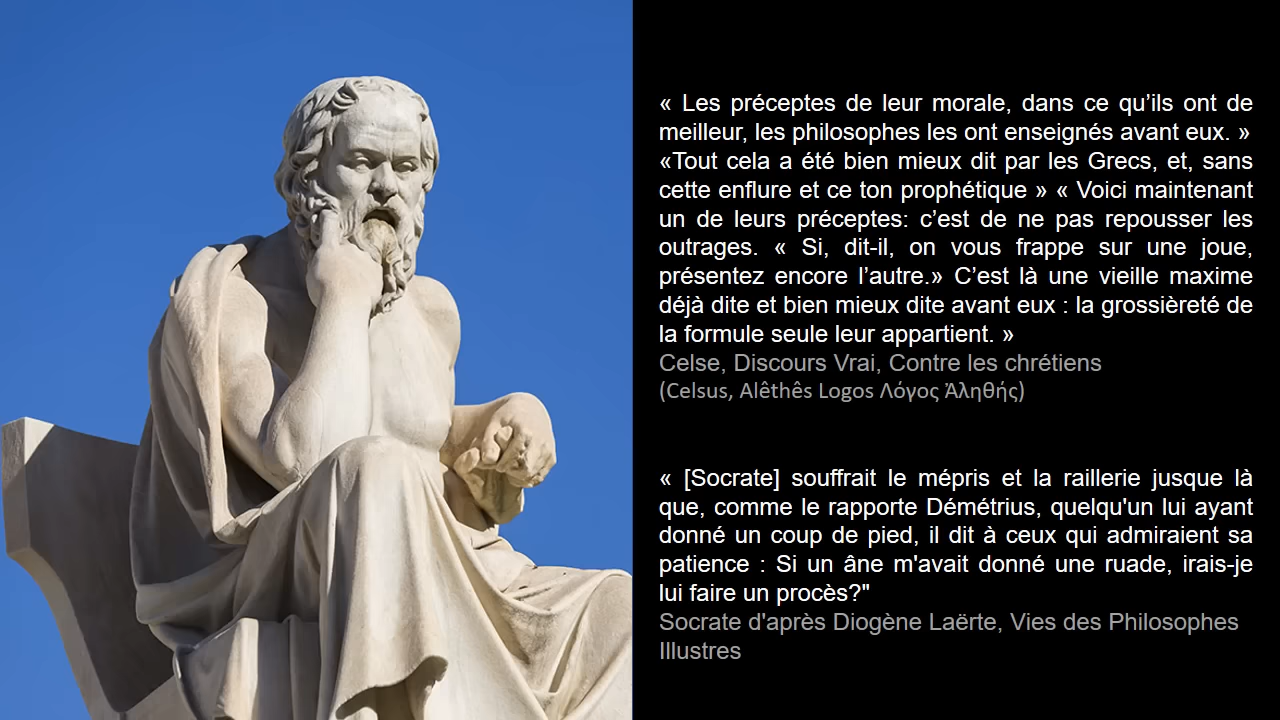 « Les préceptes de leur morale, dans ce qu’ils ont de
meilleur, les philosophes les ont enseignés avant eux. »
«Tout cela a été bien mieux dit par les Grecs, et, sans
cette enflure et ce ton prophétique » « Voici maintenant
un de leurs préceptes: c’est de ne pas repousser les
outrages. « Si, dit-il, on vous frappe sur une joue,
présentez encore l’autre.» C’est là une vieille maxime
déjà dite et bien mieux dite avant eux : la grossièreté de
la formule seule leur appartient. »
Celse, Discours Vrai, Contre les chrétiens
(Celsus, Alêthês Logos Λόγος Ἀληθής)
« [Socrate] souffrait le mépris et la raillerie jusque là
que, comme le rapporte Démétrius, quelqu'un lui ayant
donné un coup de pied, il dit à ceux qui admiraient sa
patience : Si un âne m'avait donné une ruade, irais-je
lui faire un procès?"
Socrate d'après Diogène Laërte, Vies des Philosophes
Illustres